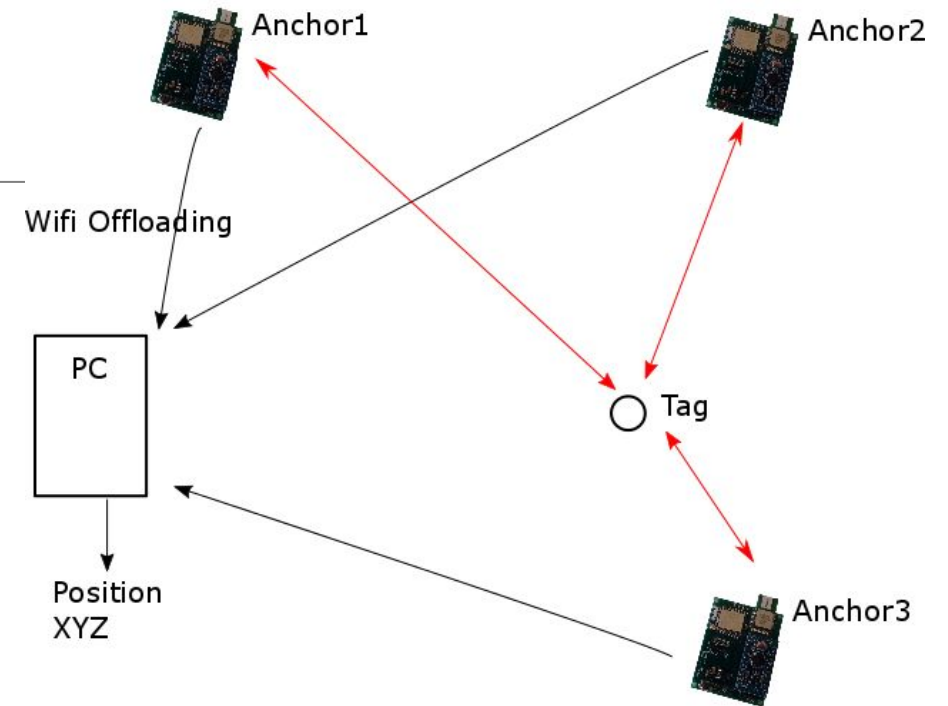 Anchor1
Anchor2
Wifi Offloading
PC
Tag
Position
XYZ
Anchor3